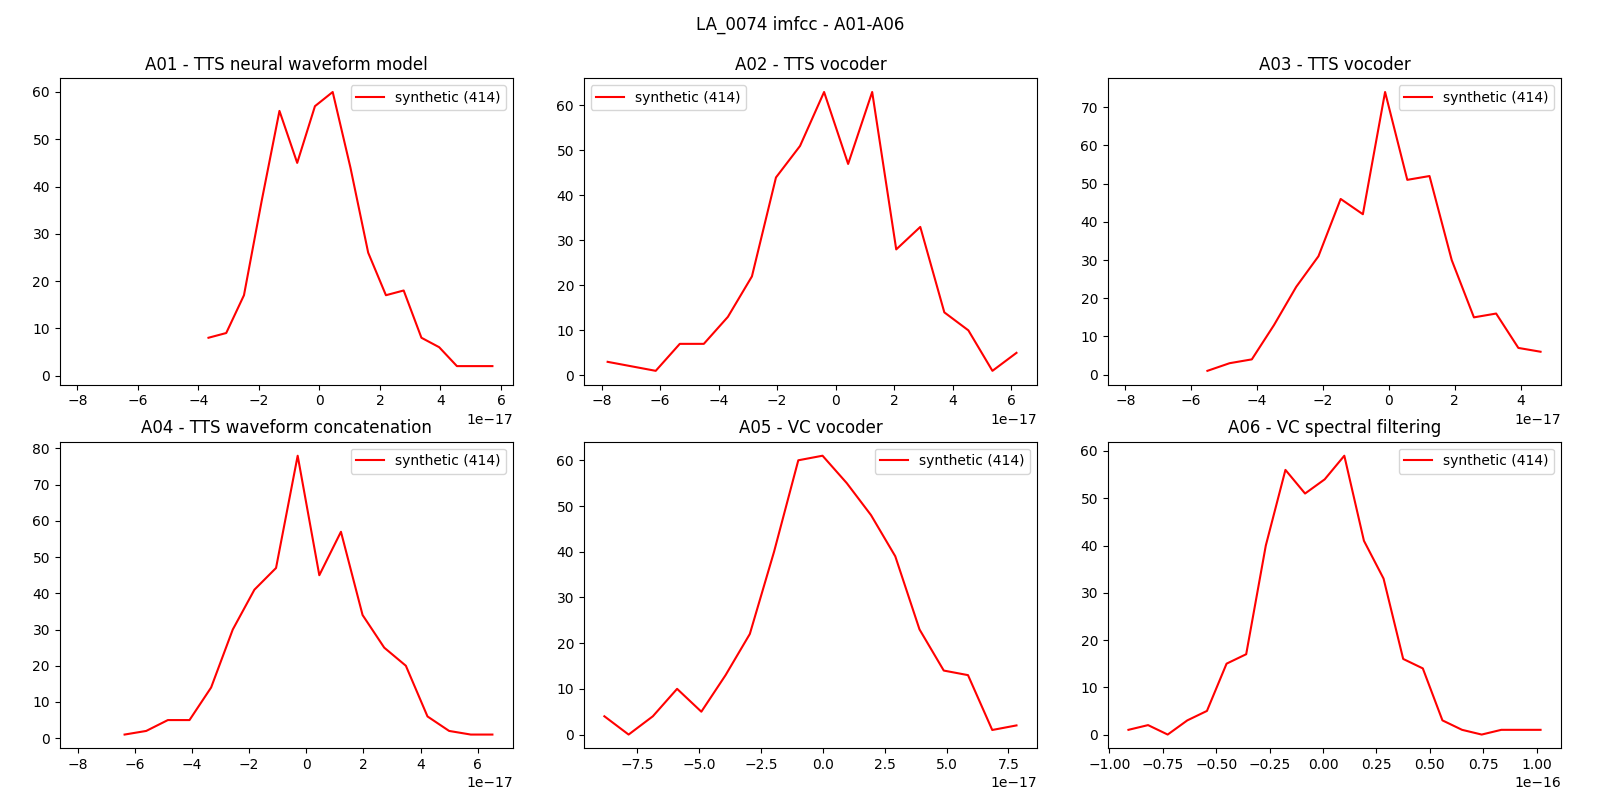 LA_0074 imfcc - A01-A06
A01 - TTS neural waveform model
synthetic (414)
60
50
40
30
20
10
0
−8 −6 −4 −2 0 2 4 6
1e−17
A02 - TTS vocoder
synthetic (414)
60
50
40
30
20
10
0
−8 −6 −4 −2 0 2 4 6
1e−17
A03 - TTS vocoder
synthetic (414)
70
60
50
40
30
20
10
0
−8 −6 −4 −2 0 2 4
1e−17
A04 - TTS waveform concatenation
synthetic (414)
80
70
60
50
40
30
20
10
0
−8 −6 −4 −2 0 2 4 6
1e−17
A05 - VC vocoder
synthetic (414)
60
50
40
30
20
10
0
−7.5 −5.0 −2.5 0.0 2.5 5.0 7.5
1e−17
A06 - VC spectral filtering
synthetic (414)
60
50
40
30
20
10
0
−1.00 −0.75 −0.50 −0.25 0.00 0.25 0.50 0.75 1.00
1e−16